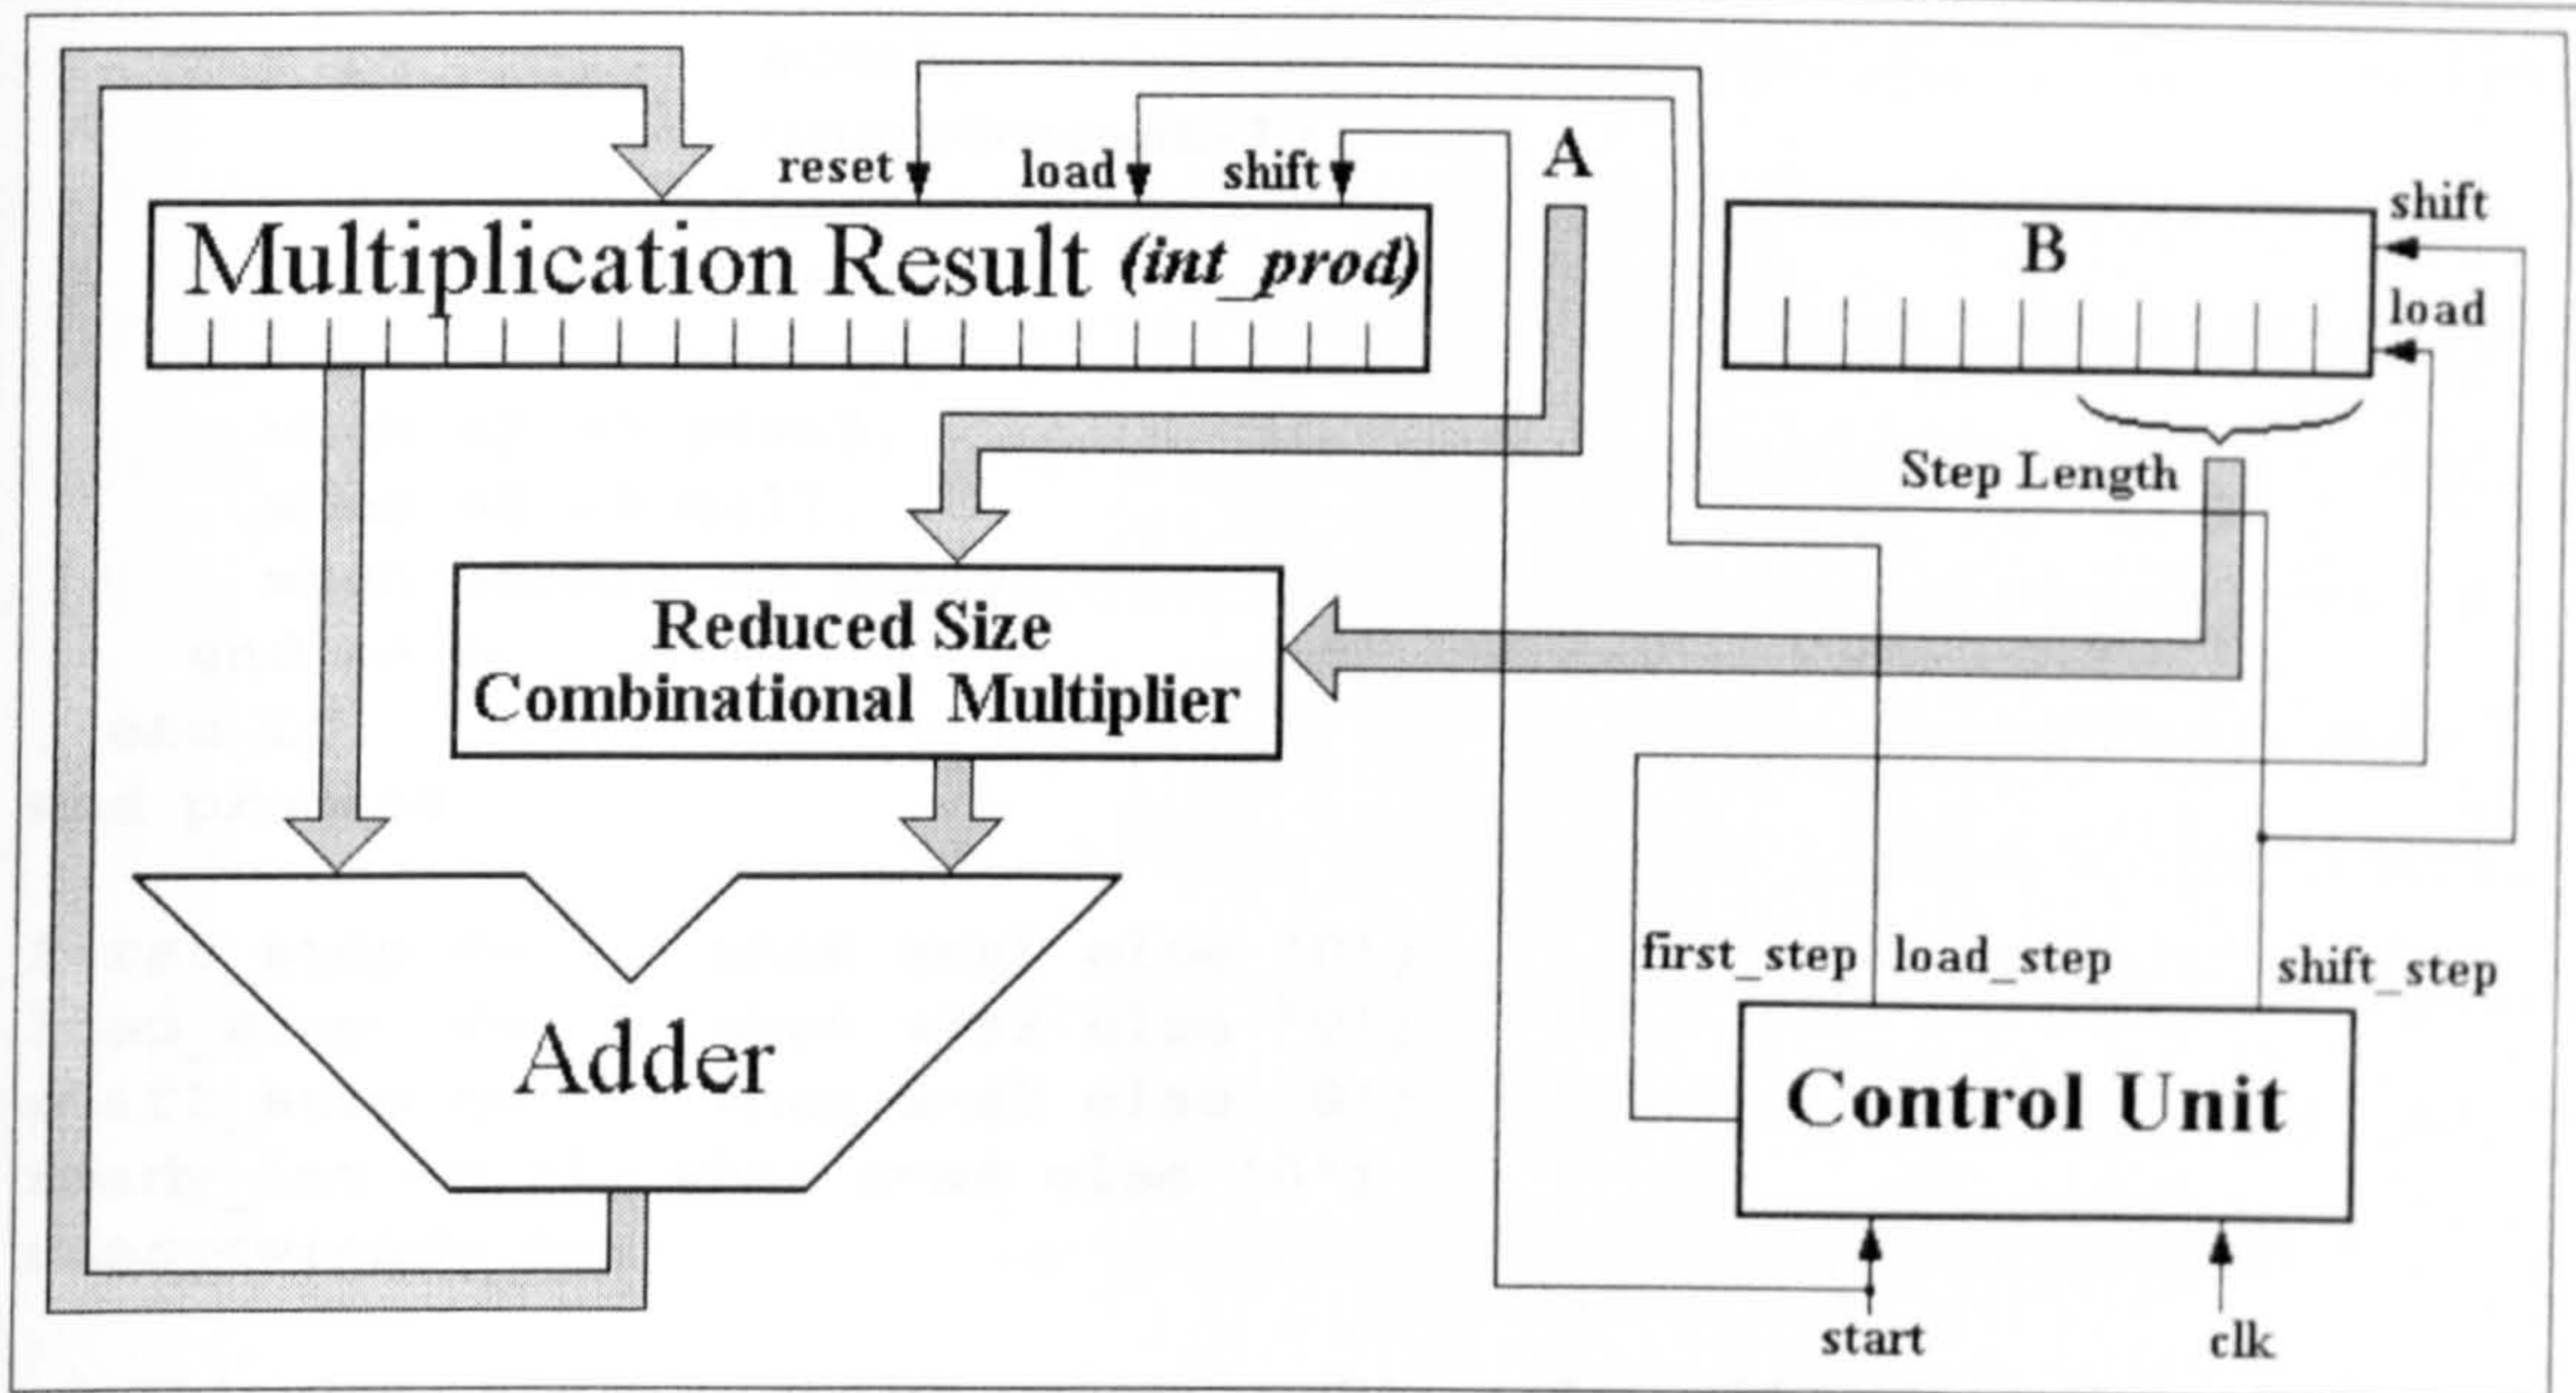 reset
load
shift
A
Multiplication Result (int_prod)
B
shift
load
Step Length
Reduced Size
Combinational Multiplier
first_step
load_step
shift_step
Adder
Control Unit
start
clk